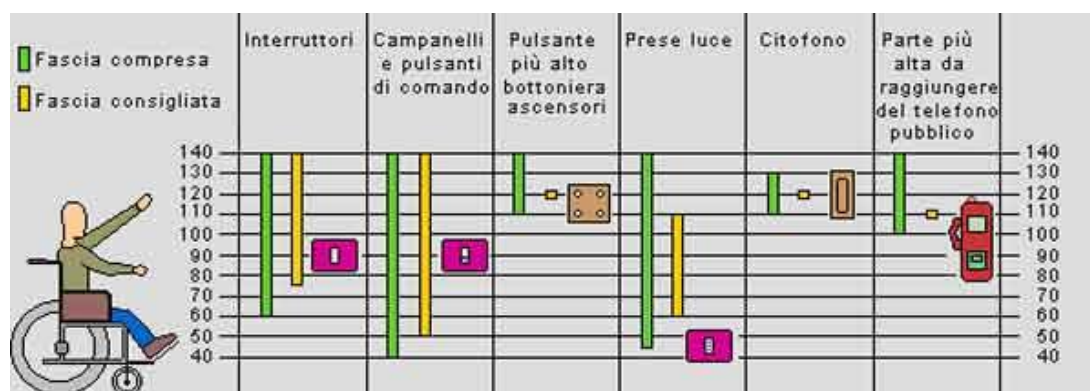 Fascia compresa
Fascia consigliata
Interruttori
Campanelli
e pulsanti
di comando
Pulsante
più alto
bottoniera
ascensori
Prese luce
Citofono
Parte più
alta da
raggiungere
del telefono
pubblico
140 140
130 130
120 120
110 110
100 100
90 90
80 80
70 70
60 60
50 50
40 40